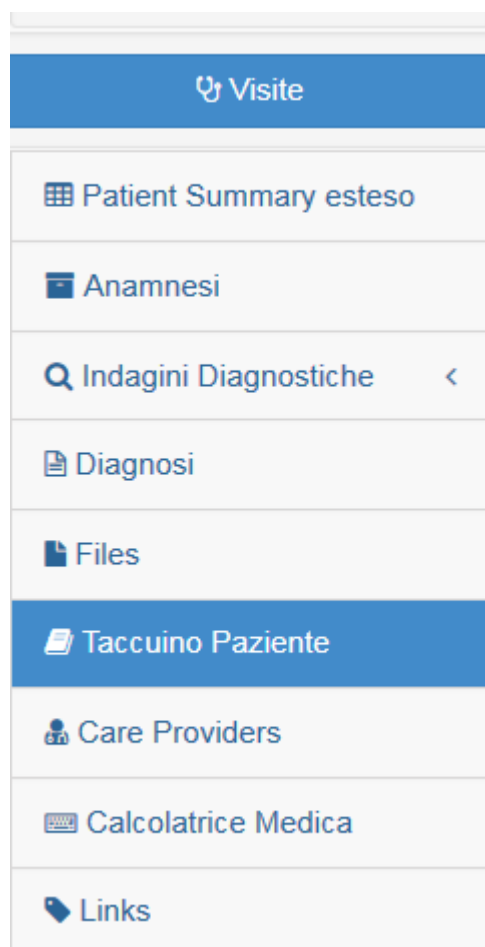 Visite
Patient Summary esteso
Anamnesi
Indagini Diagnostiche
Diagnosi
Files
Taccuino Paziente
Care Providers
Calcolatrice Medica
Links